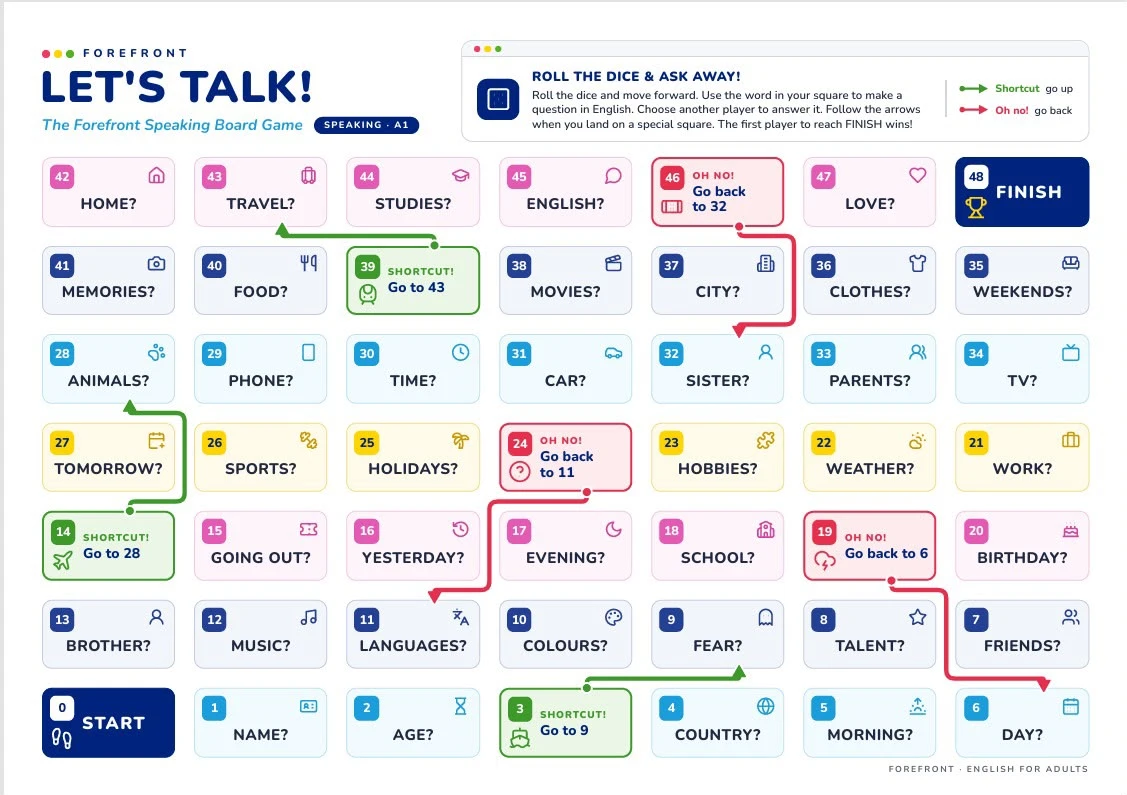 FOREFRONT
LET'S TALK!
The Forefront Speaking Board Game
SPEAKING · A1
ROLL THE DICE & ASK AWAY!
Roll the dice and move forward. Use the word in your square to make a
question in English. Choose another player to answer it. Follow the arrows
when you land on a special square. The first player to reach FINISH wins!
Shortcut go up
Oh no! go back
42
HOME?
43
TRAVEL?
44
STUDIES?
45
ENGLISH?
46
OH NO!
Go back
to 32
47
LOVE?
48
FINISH
41
MEMORIES?
40
FOOD?
39
SHORTCUT!
Go to 43
38
MOVIES?
37
CITY?
36
CLOTHES?
35
WEEKENDS?
28
ANIMALS?
29
PHONE?
30
TIME?
31
CAR?
32
SISTER?
33
PARENTS?
34
TV?
27
TOMORROW?
26
SPORTS?
25
HOLIDAYS?
24
OH NO!
Go back
to 11
23
HOBBIES?
22
WEATHER?
21
WORK?
14
SHORTCUT!
Go to 28
15
GOING OUT?
16
YESTERDAY?
17
EVENING?
18
SCHOOL?
19
OH NO!
Go back to 6
20
BIRTHDAY?
13
BROTHER?
12
MUSIC?
11
LANGUAGES?
10
COLOURS?
9
FEAR?
8
TALENT?
7
FRIENDS?
0
START
1
NAME?
2
AGE?
3
SHORTCUT!
Go to 9
4
COUNTRY?
5
MORNING?
6
DAY?
FOREFRONT · ENGLISH FOR ADULTS